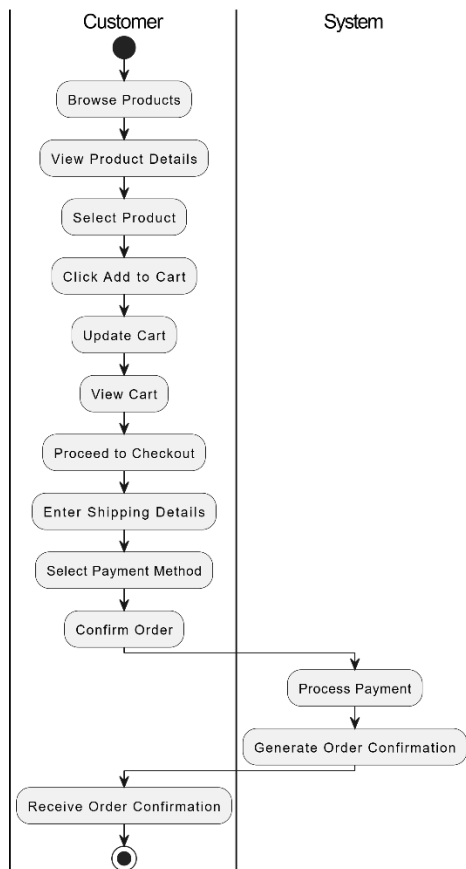 Customer
System
Browse Products
View Product Details
Select Product
Click Add to Cart
Update Cart
View Cart
Proceed to Checkout
Enter Shipping Details
Select Payment Method
Confirm Order
Process Payment
Generate Order Confirmation
Receive Order Confirmation